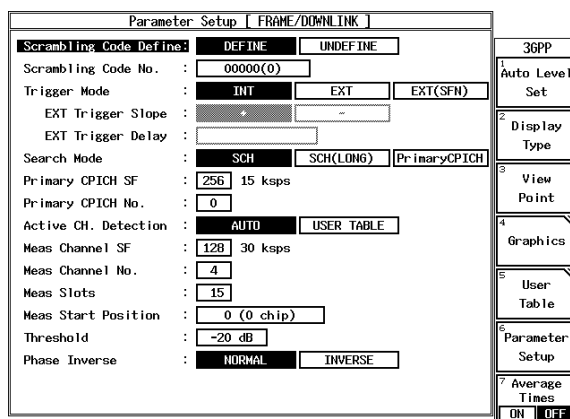 Parameter Setup [ FRAME/DOWNLINK ]
Scrambling Code Define: DEFINE UNDEFINE
Scrambling Code No. : 00000(0)
Trigger Mode : INT EXT EXT(SFN)
EXT Trigger Slope : + -
EXT Trigger Delay :
Search Mode : SCH SCH(LONG) PrimaryCPICH
Primary CPICH SF : 256 15 ksps
Primary CPICH No. : 0
Active CH. Detection : AUTO USER TABLE
Meas Channel SF : 128 30 ksps
Meas Channel No. : 4
Meas Slots : 15
Meas Start Position : 0 (0 chip)
Threshold : -20 dB
Phase Inverse : NORMAL INVERSE
3GPP
1 Auto Level
Set
2 Display
Type
3 View
Point
4 Graphics
5 User
Table
6 Parameter
Setup
7 Average
Times
ON OFF